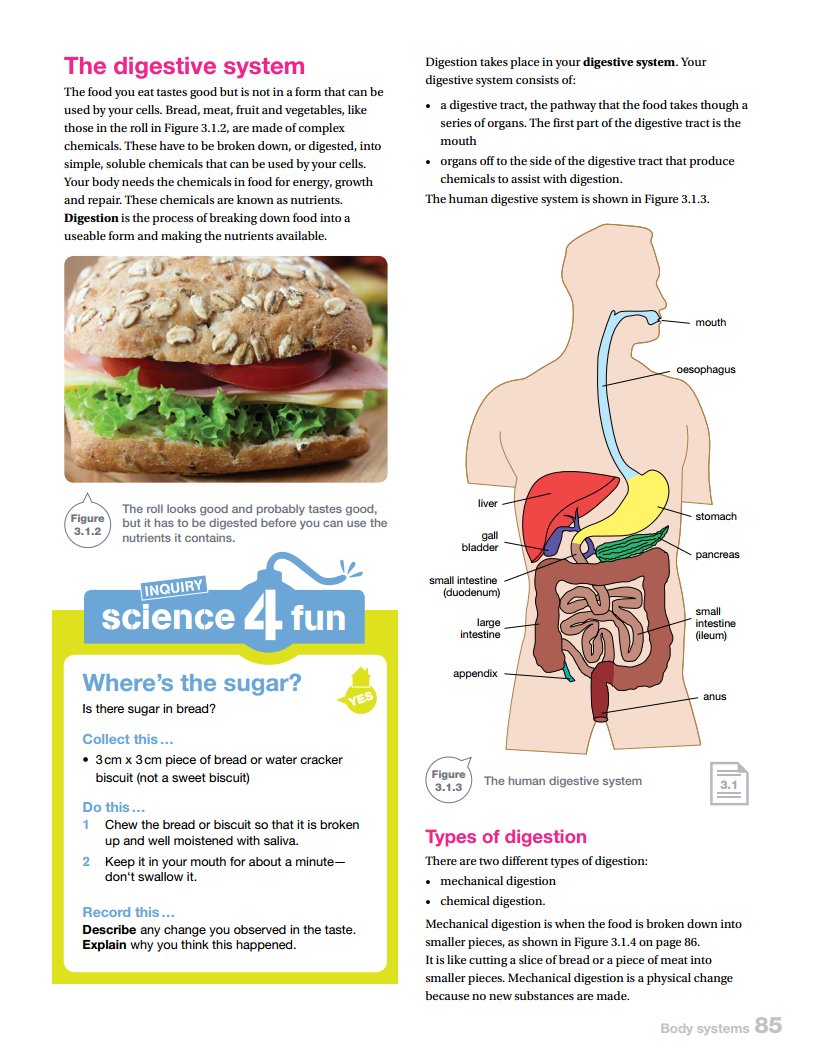 The digestive system
The food you eat tastes good but is not in a form that can be
used by your cells. Bread, meat, fruit and vegetables, like
those in the roll in Figure 3.1.2, are made of complex
chemicals. These have to be broken down, or digested, into
simple, soluble chemicals that can be used by your cells.
Your body needs the chemicals in food for energy, growth
and repair. These chemicals are known as nutrients.
Digestion is the process of breaking down food into a
useable form and making the nutrients available.
Figure
3.1.2
The roll looks good and probably tastes good,
but it has to be digested before you can use the
nutrients it contains.
INQUIRY
science 4 fun
Where's the sugar?
YES
Is there sugar in bread?
Collect this...
• 3 cm x 3 cm piece of bread or water cracker
biscuit (not a sweet biscuit)
Do this...
1 Chew the bread or biscuit so that it is broken
up and well moistened with saliva.
2 Keep it in your mouth for about a minute—
don't swallow it.
Record this...
Describe any change you observed in the taste.
Explain why you think this happened.
Digestion takes place in your digestive system. Your
digestive system consists of:
• a digestive tract, the pathway that the food takes though a
series of organs. The first part of the digestive tract is the
mouth
• organs off to the side of the digestive tract that produce
chemicals to assist with digestion.
The human digestive system is shown in Figure 3.1.3.
mouth
oesophagus
liver
stomach
gall
bladder
pancreas
small intestine
(duodenum)
large
intestine
small
intestine
(ileum)
appendix
anus
Figure
3.1.3
The human digestive system
3.1
Types of digestion
There are two different types of digestion:
• mechanical digestion
• chemical digestion.
Mechanical digestion is when the food is broken down into
smaller pieces, as shown in Figure 3.1.4 on page 86.
It is like cutting a slice of bread or a piece of meat into
smaller pieces. Mechanical digestion is a physical change
because no new substances are made.
Body systems 85